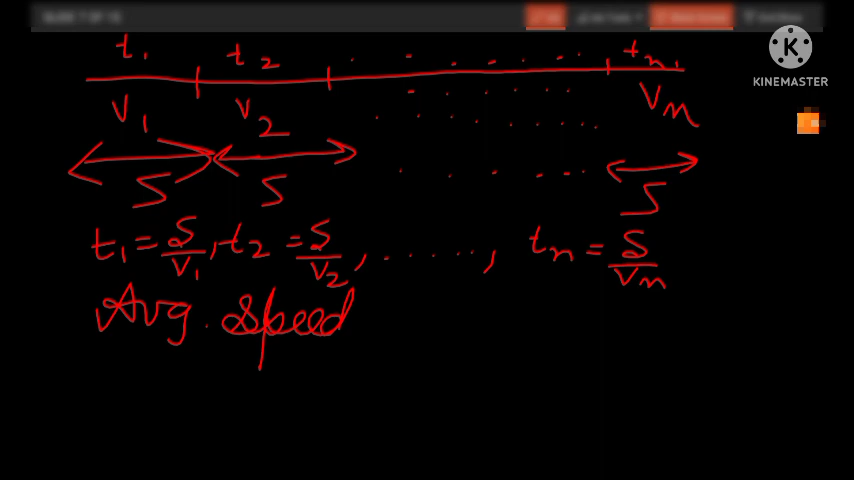 t₁ t₂ . . . . . . . tₙ
V₁ V₂ . . . . . . . Vₙ
S S . . . . . S
t₁ = S/V₁, t₂ = S/V₂, . . . . . ., tₙ = S/Vₙ
Avg. Speed
KINEMASTER